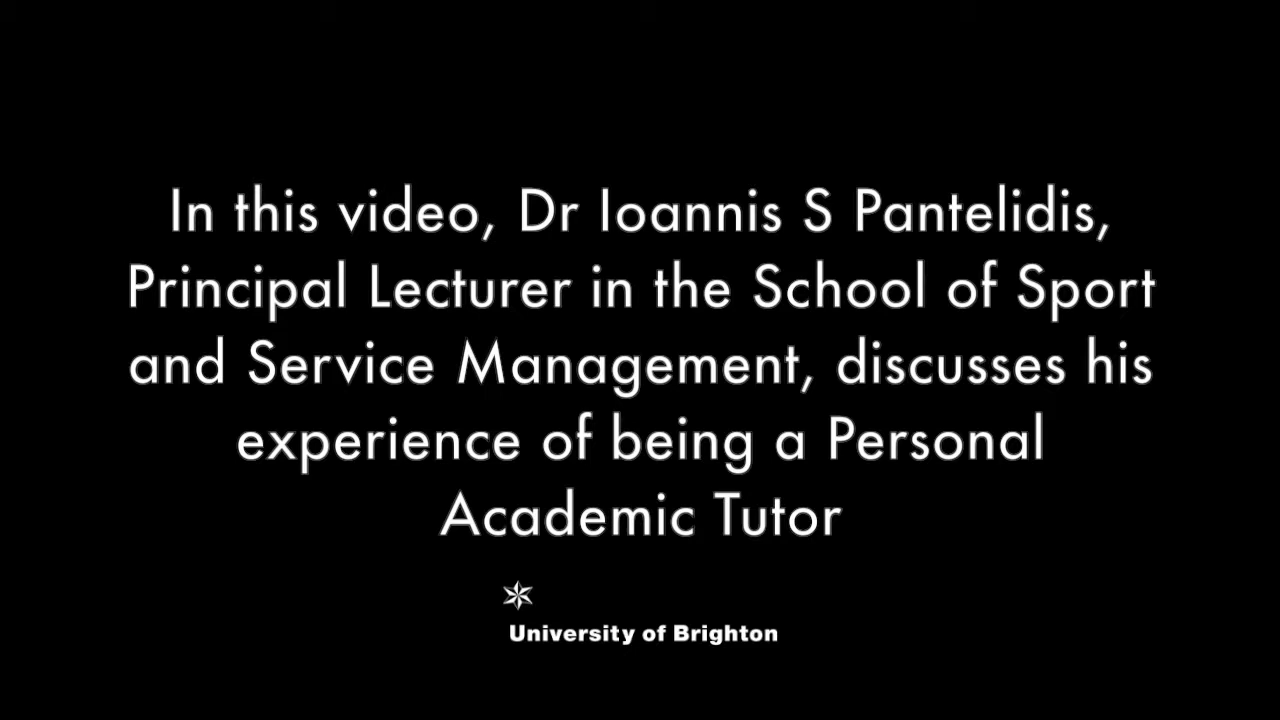 In this video, Dr Ioannis S Pantelidis,
Principal Lecturer in the School of Sport
and Service Management, discusses his
experience of being a Personal
Academic Tutor
University of Brighton